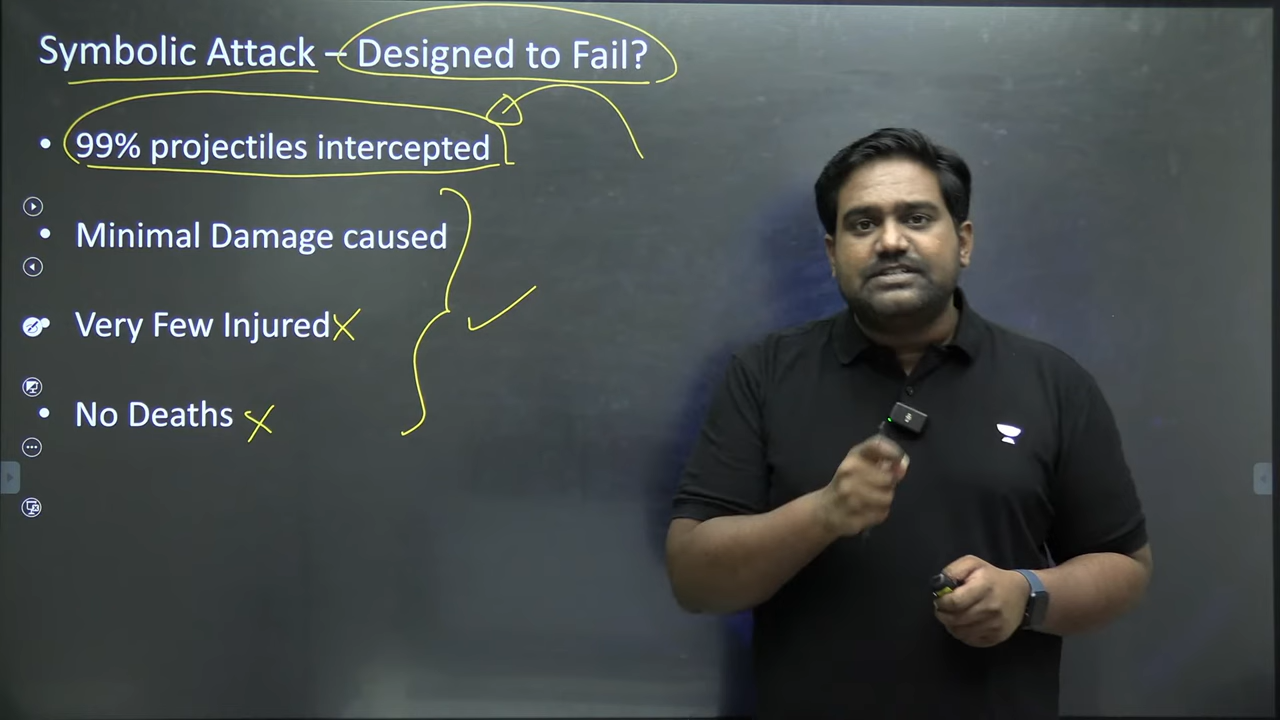 Symbolic Attack – Designed to Fail?
• 99% projectiles intercepted
• Minimal Damage caused
Very Few Injured
• No Deaths